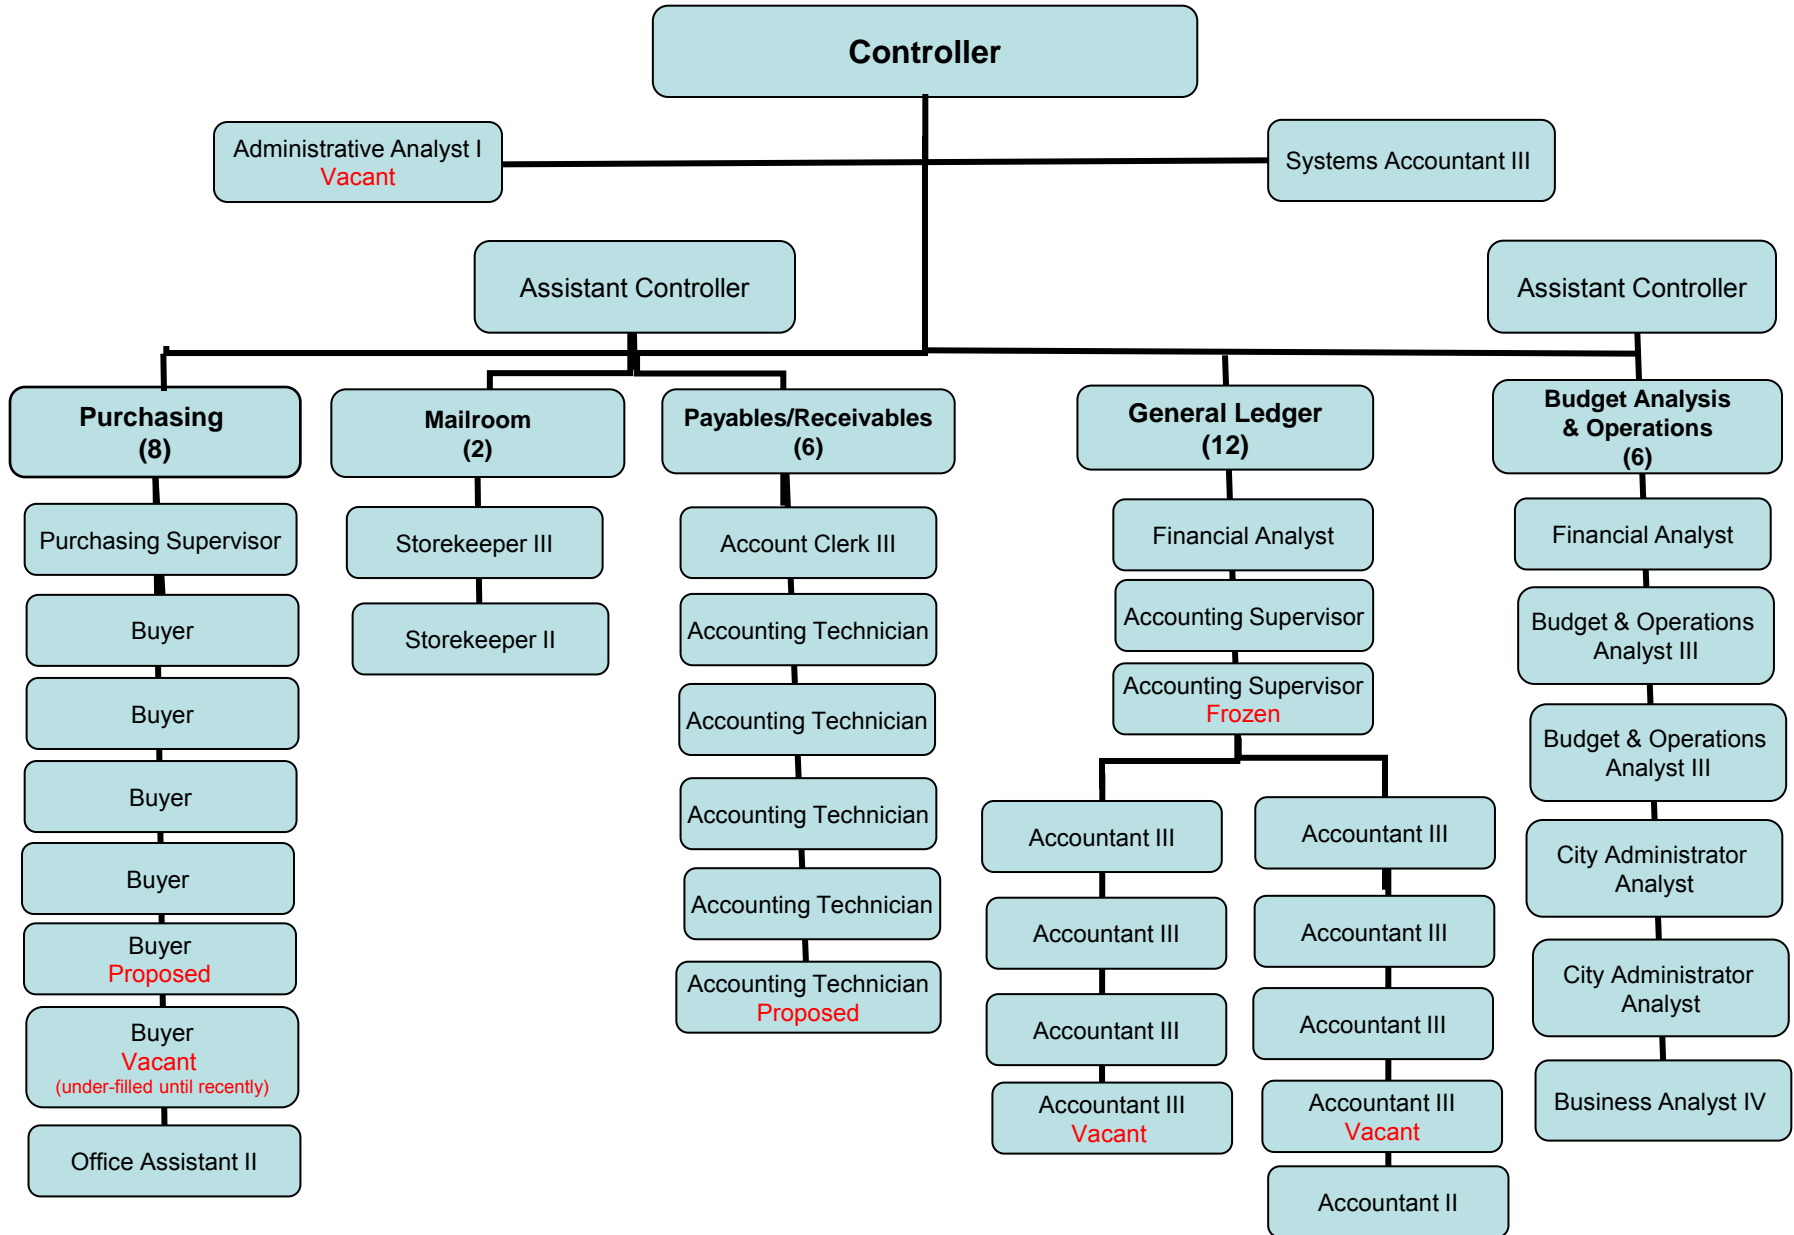 Controller
Administrative Analyst I
Vacant
Systems Accountant III
Assistant Controller
Assistant Controller
Purchasing
(8)
Mailroom
(2)
Payables/Receivables
(6)
General Ledger
(12)
Budget Analysis
& Operations
(6)
Purchasing Supervisor
Buyer
Buyer
Buyer
Buyer
Buyer
Proposed
Buyer
Vacant
(under-filled until recently)
Office Assistant II
Storekeeper III
Storekeeper II
Account Clerk III
Accounting Technician
Accounting Technician
Accounting Technician
Accounting Technician
Accounting Technician
Proposed
Financial Analyst
Accounting Supervisor
Accounting Supervisor
Frozen
Accountant III
Accountant III
Accountant III
Accountant III
Vacant
Accountant III
Accountant III
Accountant III
Accountant III
Vacant
Accountant II
Financial Analyst
Budget & Operations
Analyst III
Budget & Operations
Analyst III
City Administrator
Analyst
City Administrator
Analyst
Business Analyst IV